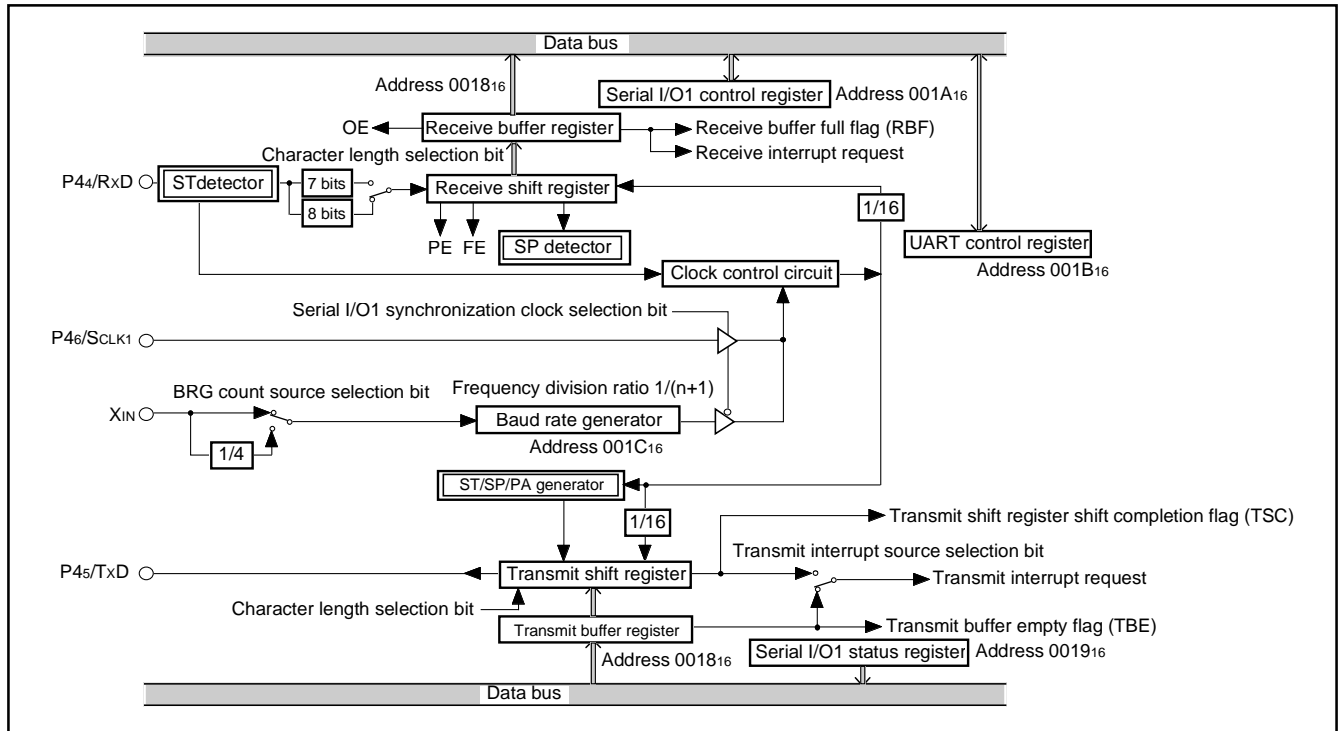 Data bus
Address 001816
Serial I/O1 control register Address 001A16
OE Receive buffer register Receive buffer full flag (RBF)
Receive interrupt request
Character length selection bit
P44/RXD STdetector 7 bits Receive shift register
8 bits
1/16
PE FE SP detector
UART control register
Address 001B16
Clock control circuit
Serial I/O1 synchronization clock selection bit
P46/SCLK1
BRG count source selection bit Frequency division ratio 1/(n+1)
XIN Baud rate generator
1/4 Address 001C16
ST/SP/PA generator
1/16 Transmit shift register shift completion flag (TSC)
Transmit interrupt source selection bit
P45/TXD Transmit shift register Transmit interrupt request
Character length selection bit
Transmit buffer register Transmit buffer empty flag (TBE)
Address 001816 Serial I/O1 status register Address 001916
Data bus